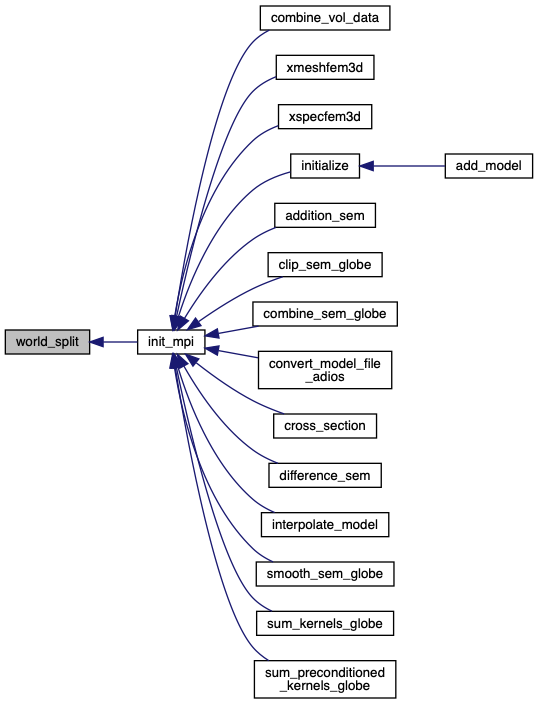 combine_vol_data
xmeshfem3d
xspecfem3d
initialize
add_model
addition_sem
clip_sem_globe
combine_sem_globe
world_split
init_mpi
convert_model_file
_adios
cross_section
difference_sem
interpolate_model
smooth_sem_globe
sum_kernels_globe
sum_preconditioned
_kernels_globe